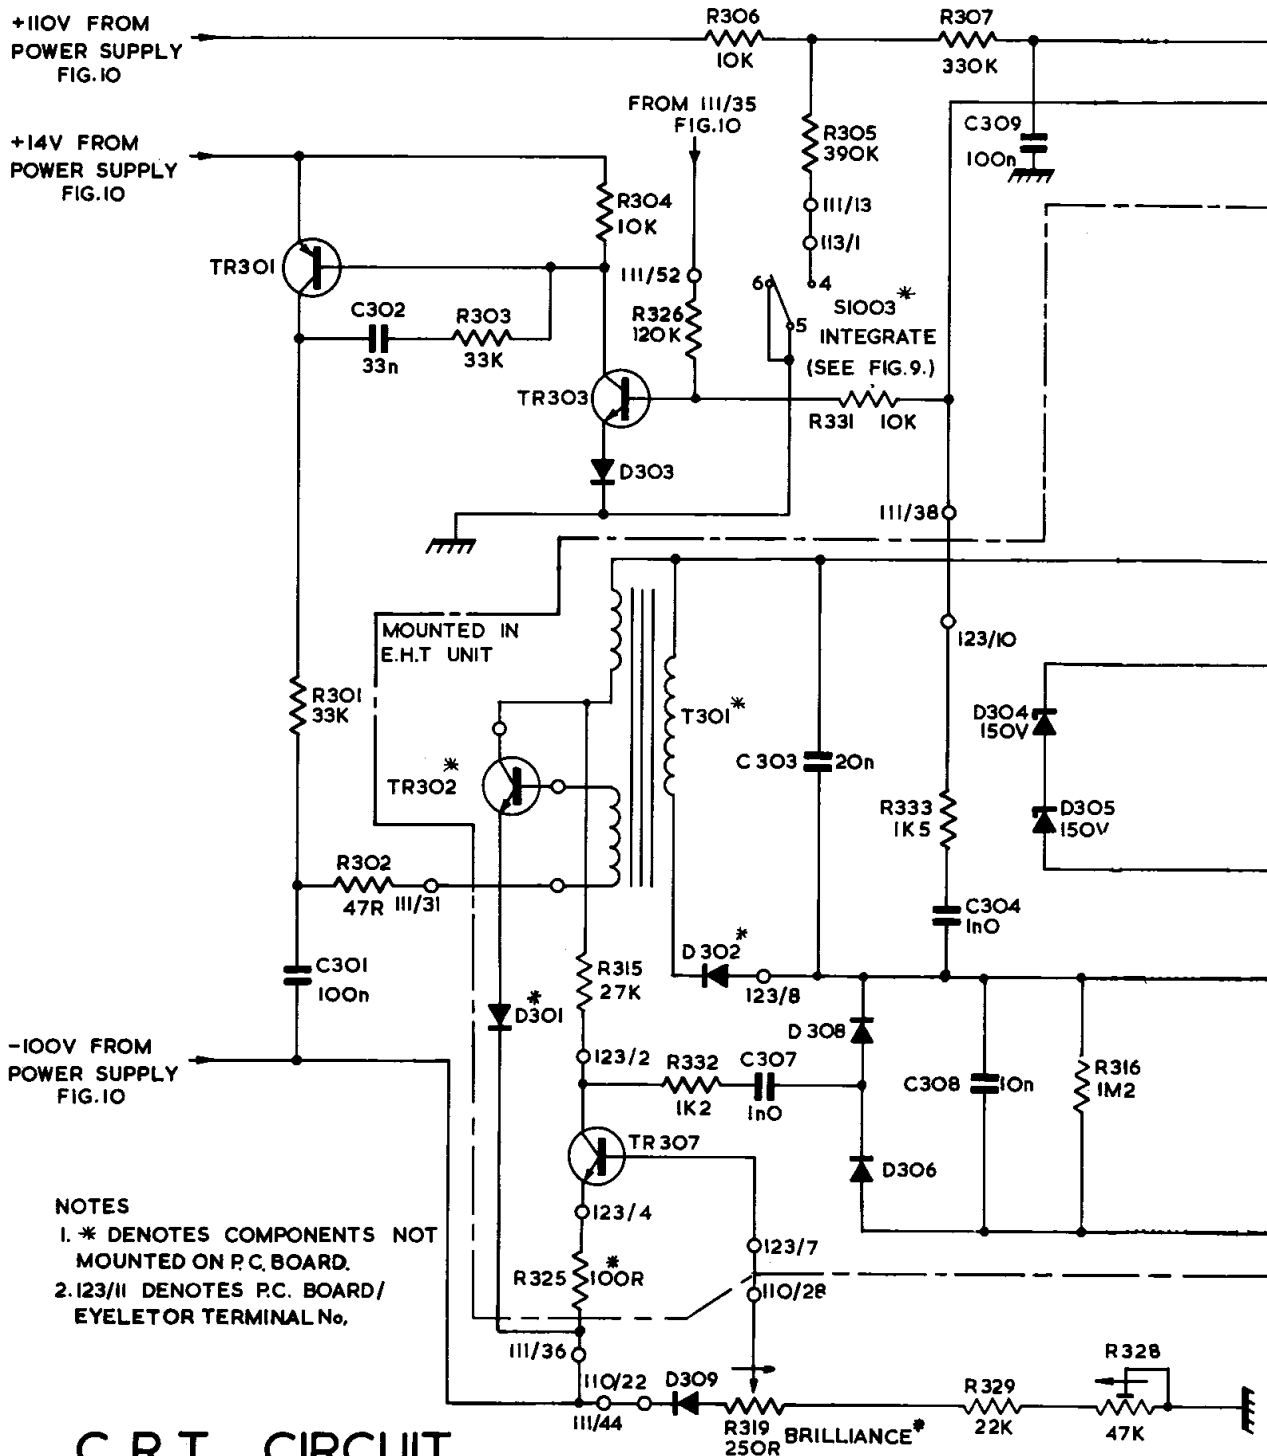 +110V FROM
POWER SUPPLY
FIG.10
R306
10K
R307
330K
FROM 111/35
FIG.10
+14V FROM
POWER SUPPLY
FIG.10
R305
390K
C309
100n
R304
10K
111/13
113/1
TR301
111/52
6
4
S1003*
5
INTEGRATE
(SEE FIG.9.)
C302
33n
R303
33K
R326
120K
TR303
R331
10K
D303
111/38
MOUNTED IN
E.H.T UNIT
123/10
R301
33K
T301*
D304
150V
TR302
*
C303
20n
R333
1K5
D305
150V
R302
47R
111/31
C304
1n0
C301
100n
R315
27K
D302*
123/8
D301
*
D308
-100V FROM
POWER SUPPLY
FIG.10
123/2
R332
1K2
C307
1n0
C308
10n
R316
1M2
TR307
D306
NOTES
1. * DENOTES COMPONENTS NOT
MOUNTED ON P.C. BOARD.
2. 123/11 DENOTES P.C. BOARD/
EYELETOR TERMINAL No.
123/4
R325
*
100R
123/7
110/28
111/36
110/22
D309
111/44
R319
250R
BRILLIANCE*
R329
22K
R328
47K
C.R.T. CIRCUIT